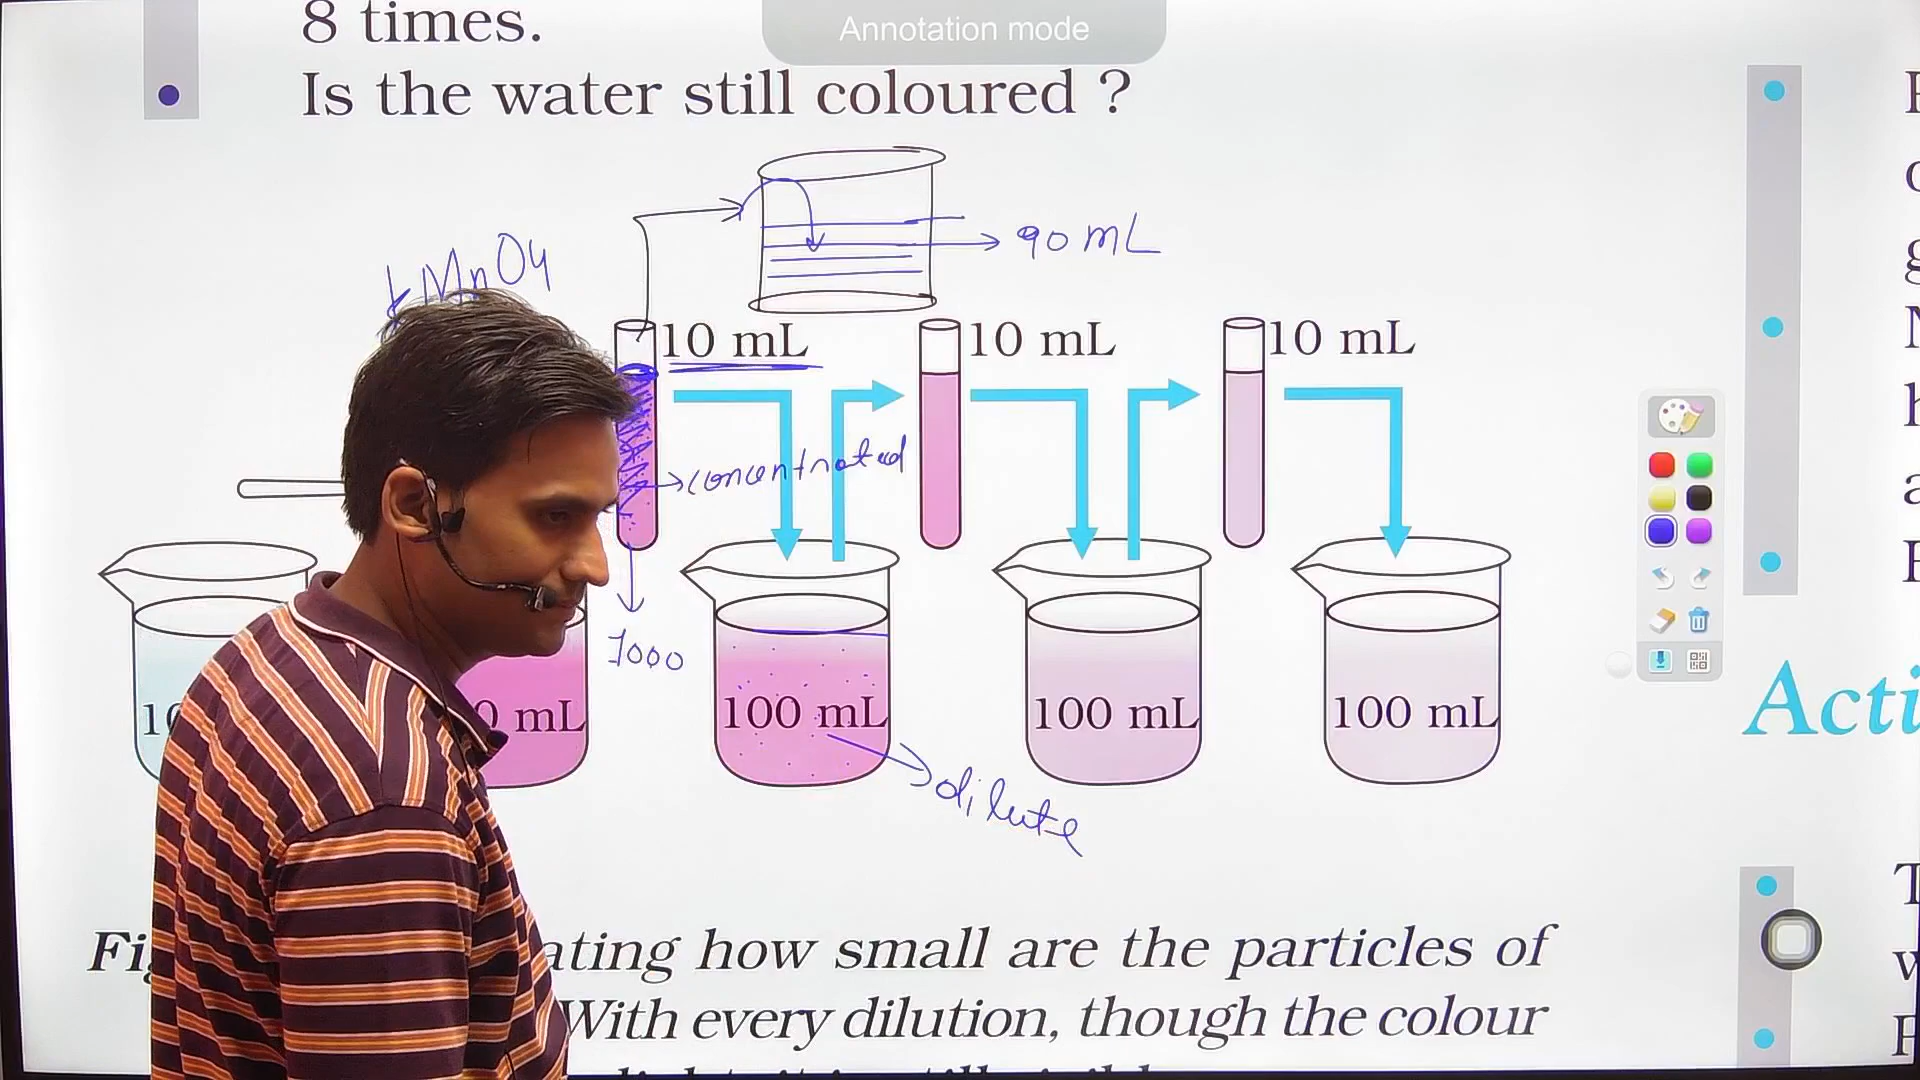 8 times.
Annotation mode
Is the water still coloured ?
90 mL
KMnO4
10 mL
10 mL
10 mL
concentrated
1000
mL
100 mL
100 mL
100 mL
dilute
Acti
how small are the particles of
With every dilution, though the colour